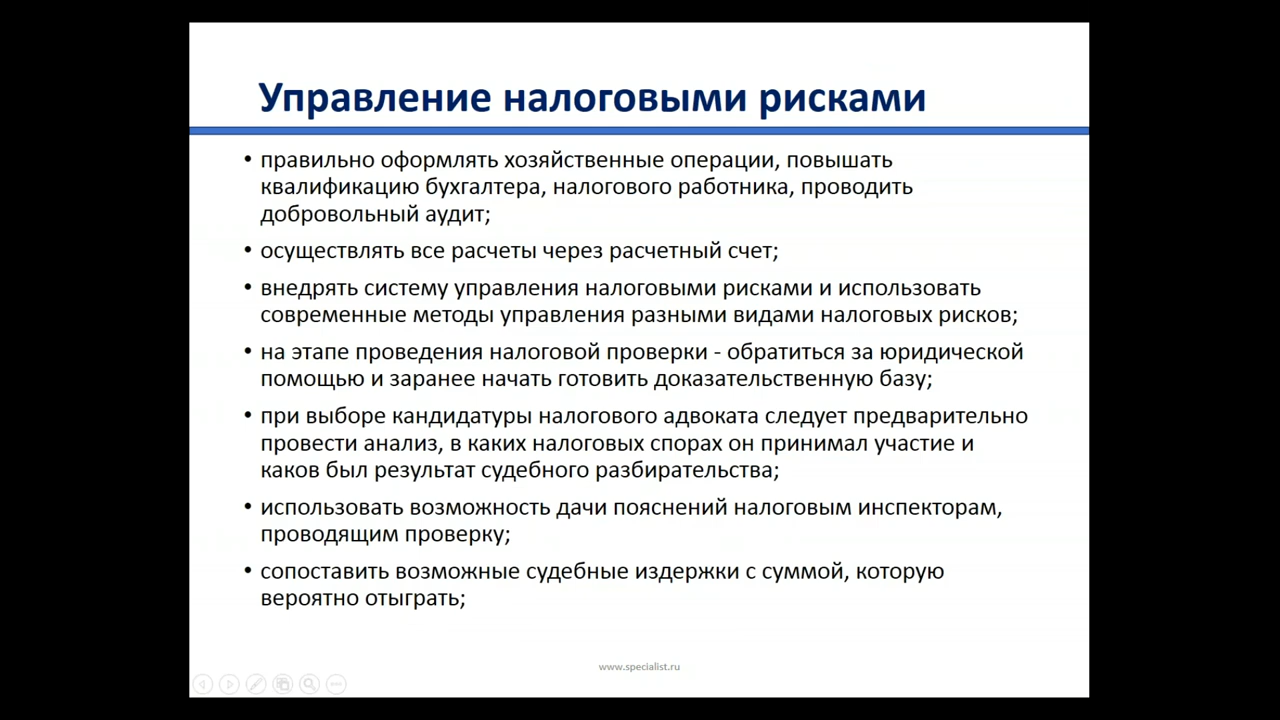 Управление налоговыми рисками
• правильно оформлять хозяйственные операции, повышать
квалификацию бухгалтера, налогового работника, проводить
добровольный аудит;
• осуществлять все расчеты через расчетный счет;
• внедрять систему управления налоговыми рисками и использовать
современные методы управления разными видами налоговых рисков;
• на этапе проведения налоговой проверки - обратиться за юридической
помощью и заранее начать готовить доказательственную базу;
• при выборе кандидатуры налогового адвоката следует предварительно
провести анализ, в каких налоговых спорах он принимал участие и
каков был результат судебного разбирательства;
• использовать возможность дачи пояснений налоговым инспекторам,
проводящим проверку;
• сопоставить возможные судебные издержки с суммой, которую
вероятно отыграть;
www.specialist.ru